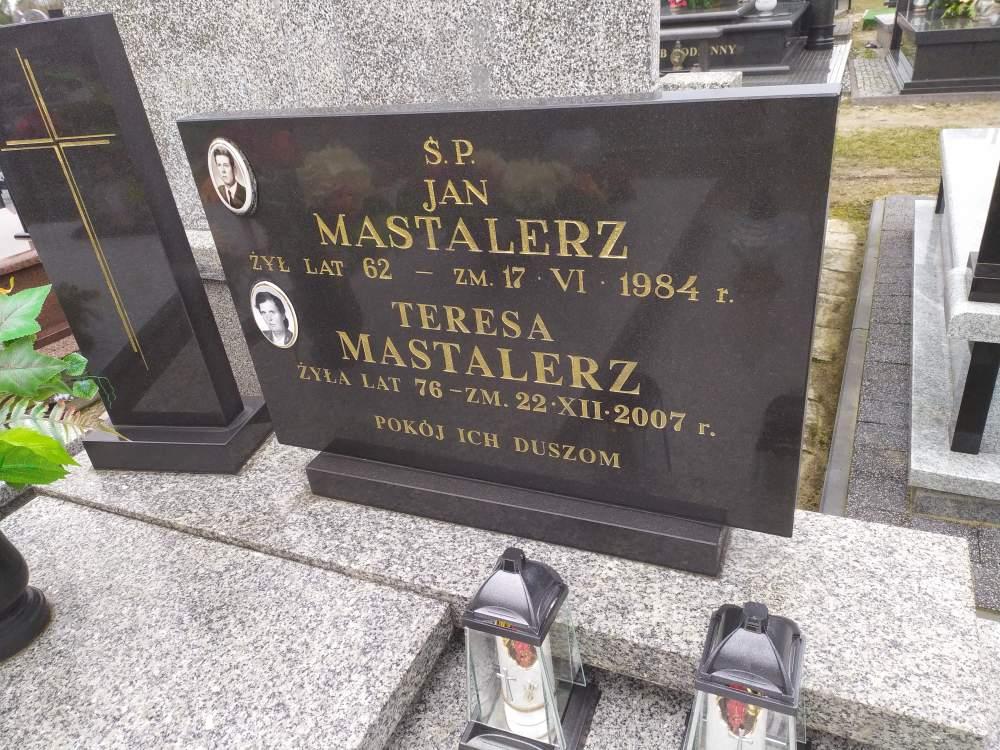 Ś.P.
JAN
MASTALERZ
ŻYŁ LAT 62 – ZM. 17 · VI · 1984 r.
TERESA
MASTALERZ
ŻYŁA LAT 76 – ZM. 22·XII·2007 r.
POKÓJ ICH DUSZOM